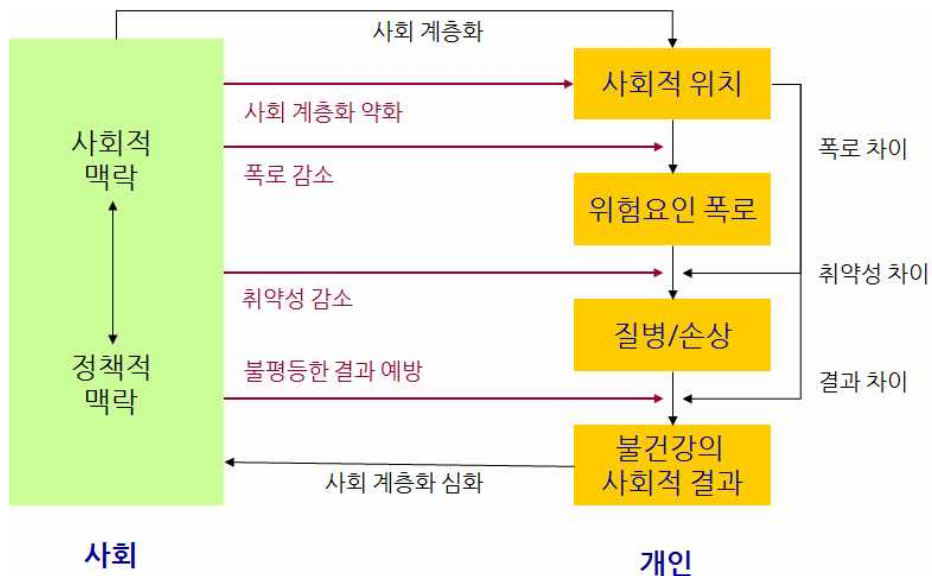 사회 계층화
사회적 위치
사회 계층화 약화
사회적
맥락
폭로 차이
폭로 감소
위험요인 폭로
취약성 차이
취약성 감소
질병/손상
정책적
맥락
불평등한 결과 예방
결과 차이
불건강의
사회적 결과
사회 계층화 심화
사회
개인